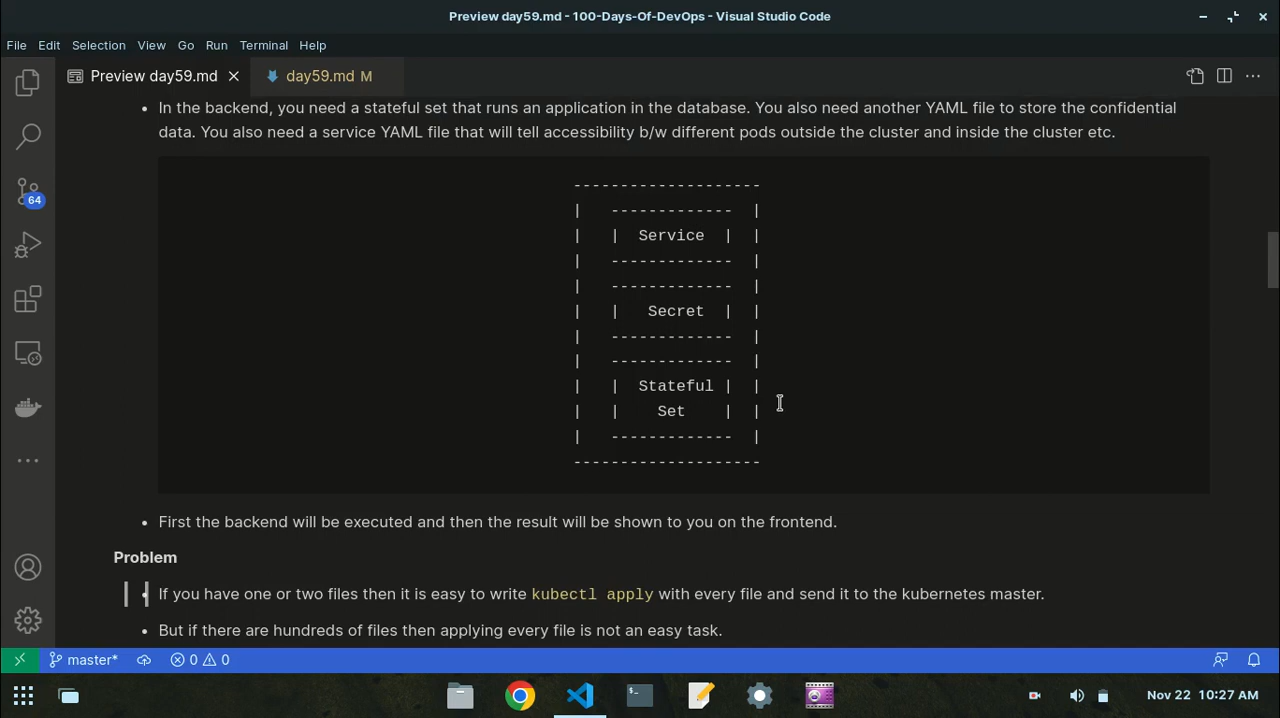 Preview day59.md - 100-Days-Of-DevOps - Visual Studio Code
File Edit Selection View Go Run Terminal Help
Preview day59.md day59.md M
• In the backend, you need a stateful set that runs an application in the database. You also need another YAML file to store the confidential
data. You also need a service YAML file that will tell accessibility b/w different pods outside the cluster and inside the cluster etc.
--------------------
|   -------------  |
|   |  Service  |  |
|   -------------  |
|   -------------  |
|   |   Secret  |  |
|   -------------  |
|   -------------  |
|   |  Stateful |  |
|   |    Set    |  |
|   -------------  |
--------------------
• First the backend will be executed and then the result will be shown to you on the frontend.
Problem
• If you have one or two files then it is easy to write kubectl apply with every file and send it to the kubernetes master.
• But if there are hundreds of files then applying every file is not an easy task.
64
master* 0 0
Nov 22 10:27 AM